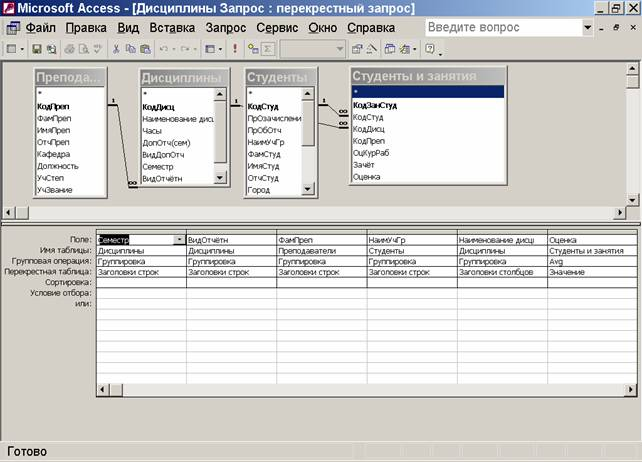 Microsoft Access - [Дисциплины Запрос : перекрестный запрос]
Файл Правка Вид Вставка Запрос Сервис Окно Справка Введите вопрос
Препода... Дисциплины Студенты Студенты и занятия
* * * *
КодПреп КодДисц КодСтуд КодЗанСтуд
ФамПреп Наименование дисц ПрОзачислени КодСтуд
ИмяПреп Часы ПрОбОтч КодДисц
ОтчПреп ДопОтч(сем) НаимУчГр КодПреп
Кафедра ВидДопОтч ФамСтуд ОцКурРаб
Должность Семестр ИмяСтуд Зачёт
УчСтеп ВидОтчётн ОтчСтуд Оценка
УчЗвание Город
1 ∞ 1 1 ∞ ∞
Поле: Семестр ВидОтчётн ФамПреп НаимУчГр Наименование дисц Оценка
Имя таблицы: Дисциплины Дисциплины Преподаватели Студенты Дисциплины Студенты и занятия
Групповая операция: Группировка Группировка Группировка Группировка Группировка Avg
Перекрестная таблица: Заголовки строк Заголовки строк Заголовки строк Заголовки строк Заголовки столбцов Значение
Сортировка:
Условие отбора:
или:
Готово